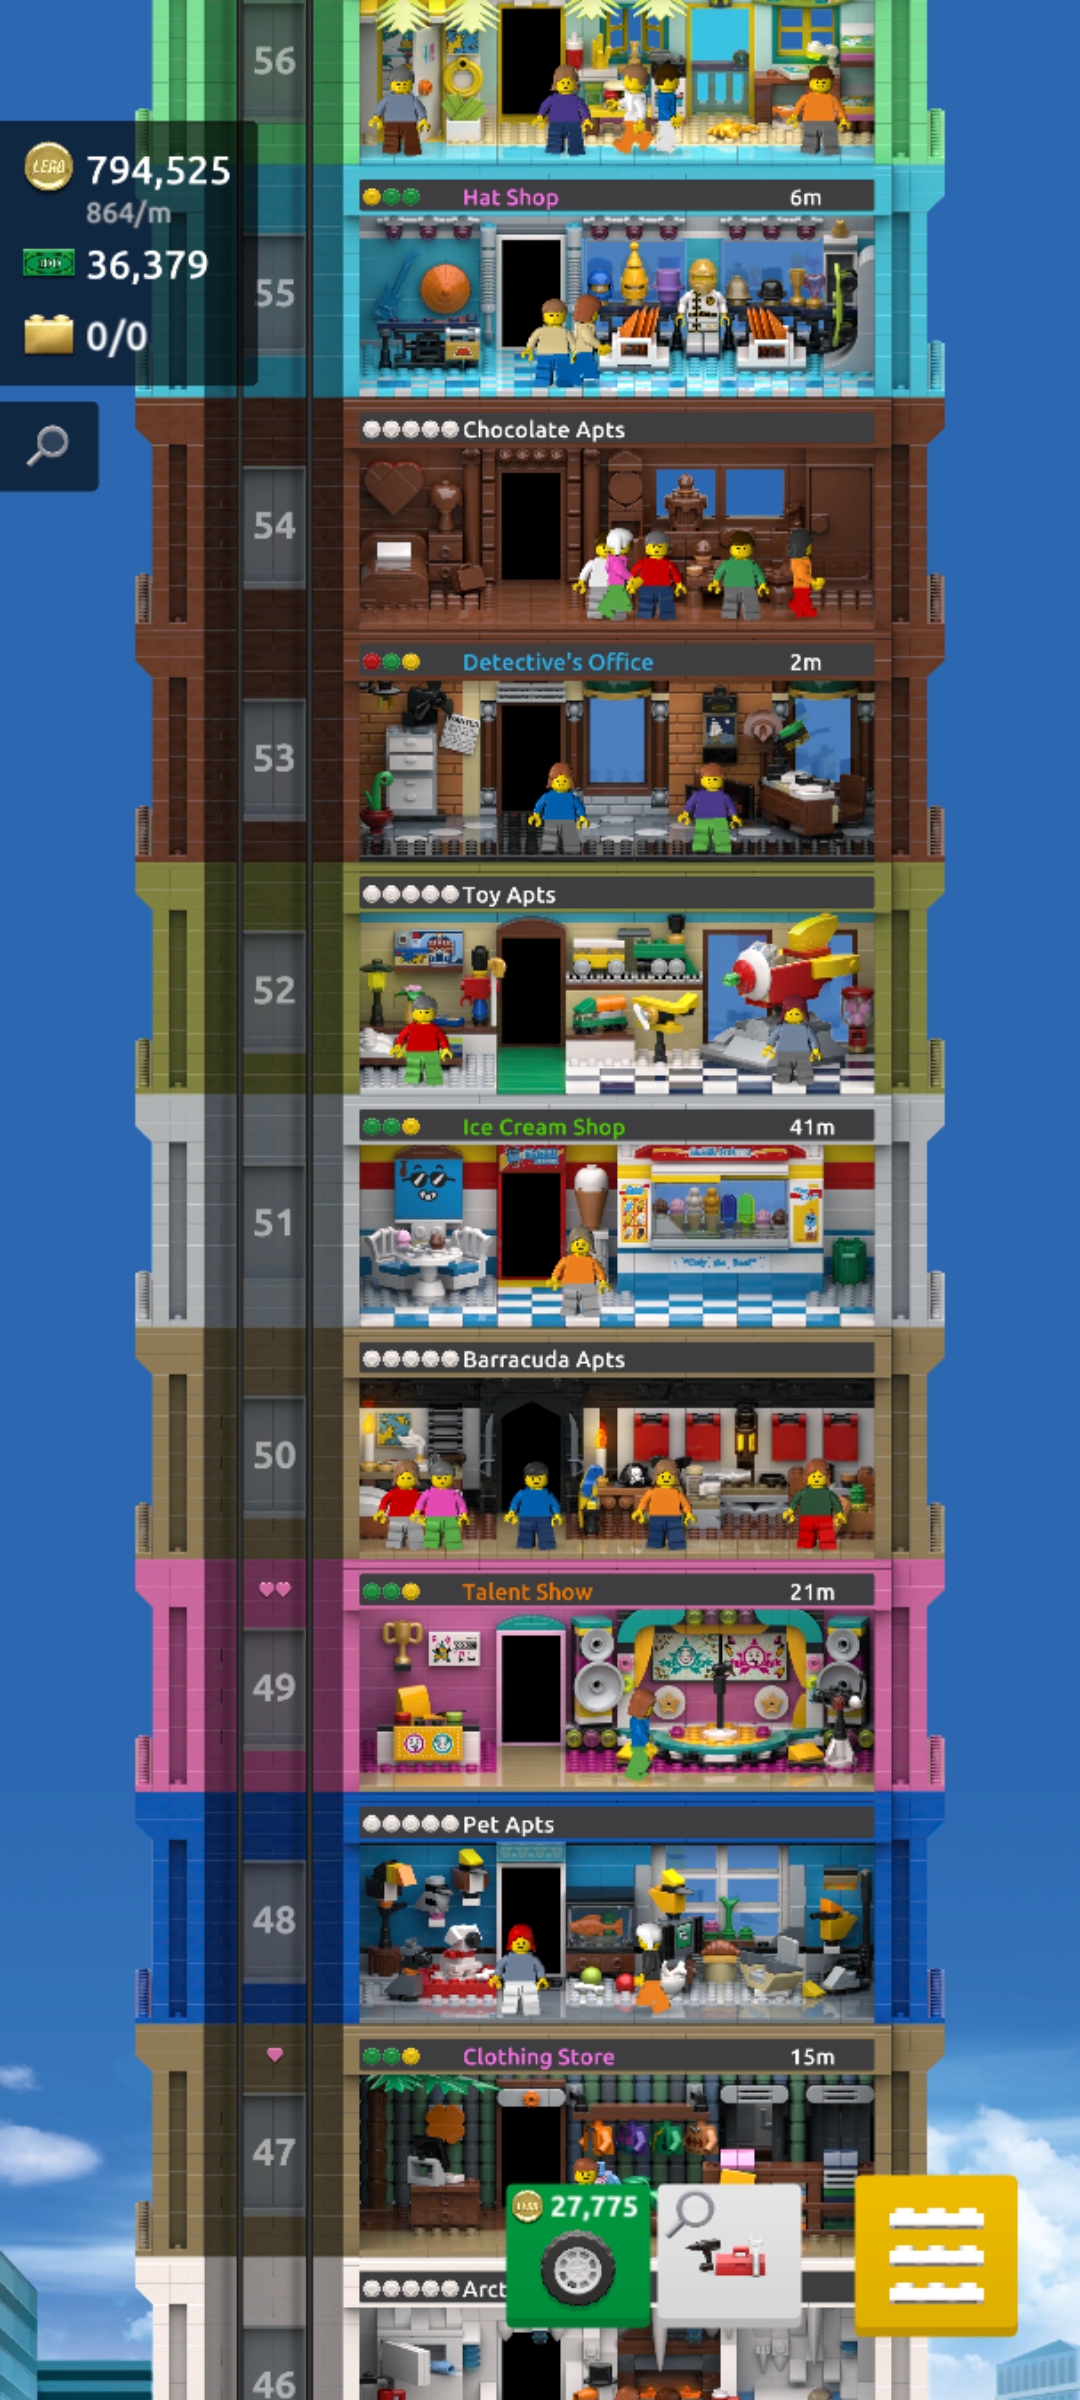 56
LEGO 794,525
864/m
36,379
0/0
Hat Shop 6m
55
Chocolate Apts
54
Detective's Office 2m
53
Toy Apts
52
Ice Cream Shop 41m
51
Barracuda Apts
50
Talent Show 21m
49
Pet Apts
48
Clothing Store 15m
47
27,775
Arct
46